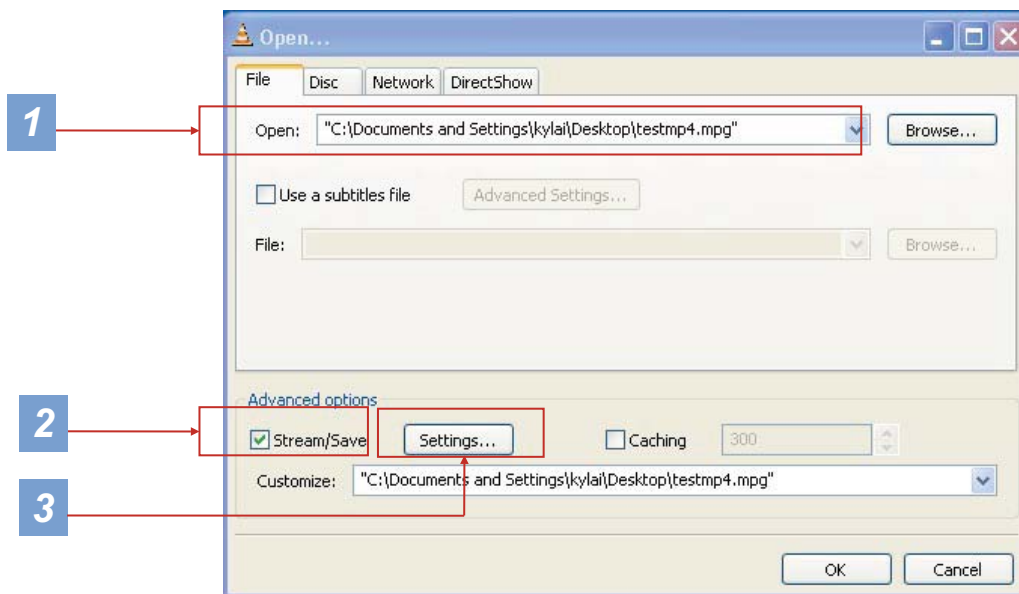 Open...
File Disc Network DirectShow
1
Open: "C:\Documents and Settings\kylai\Desktop\testmp4.mpg" Browse...
Use a subtitles file Advanced Settings...
File: Browse...
Advanced options
2
Stream/Save Settings... Caching 300
Customize: "C:\Documents and Settings\kylai\Desktop\testmp4.mpg"
3
OK Cancel